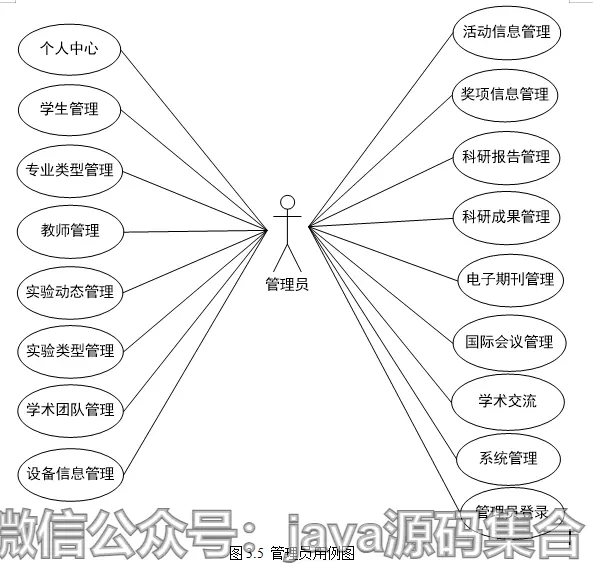 个人中心
学生管理
专业类型管理
教师管理
实验动态管理
实验类型管理
学术团队管理
设备信息管理
管理员
活动信息管理
奖项信息管理
科研报告管理
科研成果管理
电子期刊管理
国际会议管理
学术交流
系统管理
管理员登录
微信公众号：java源码集合
图3.5 管理员用例图